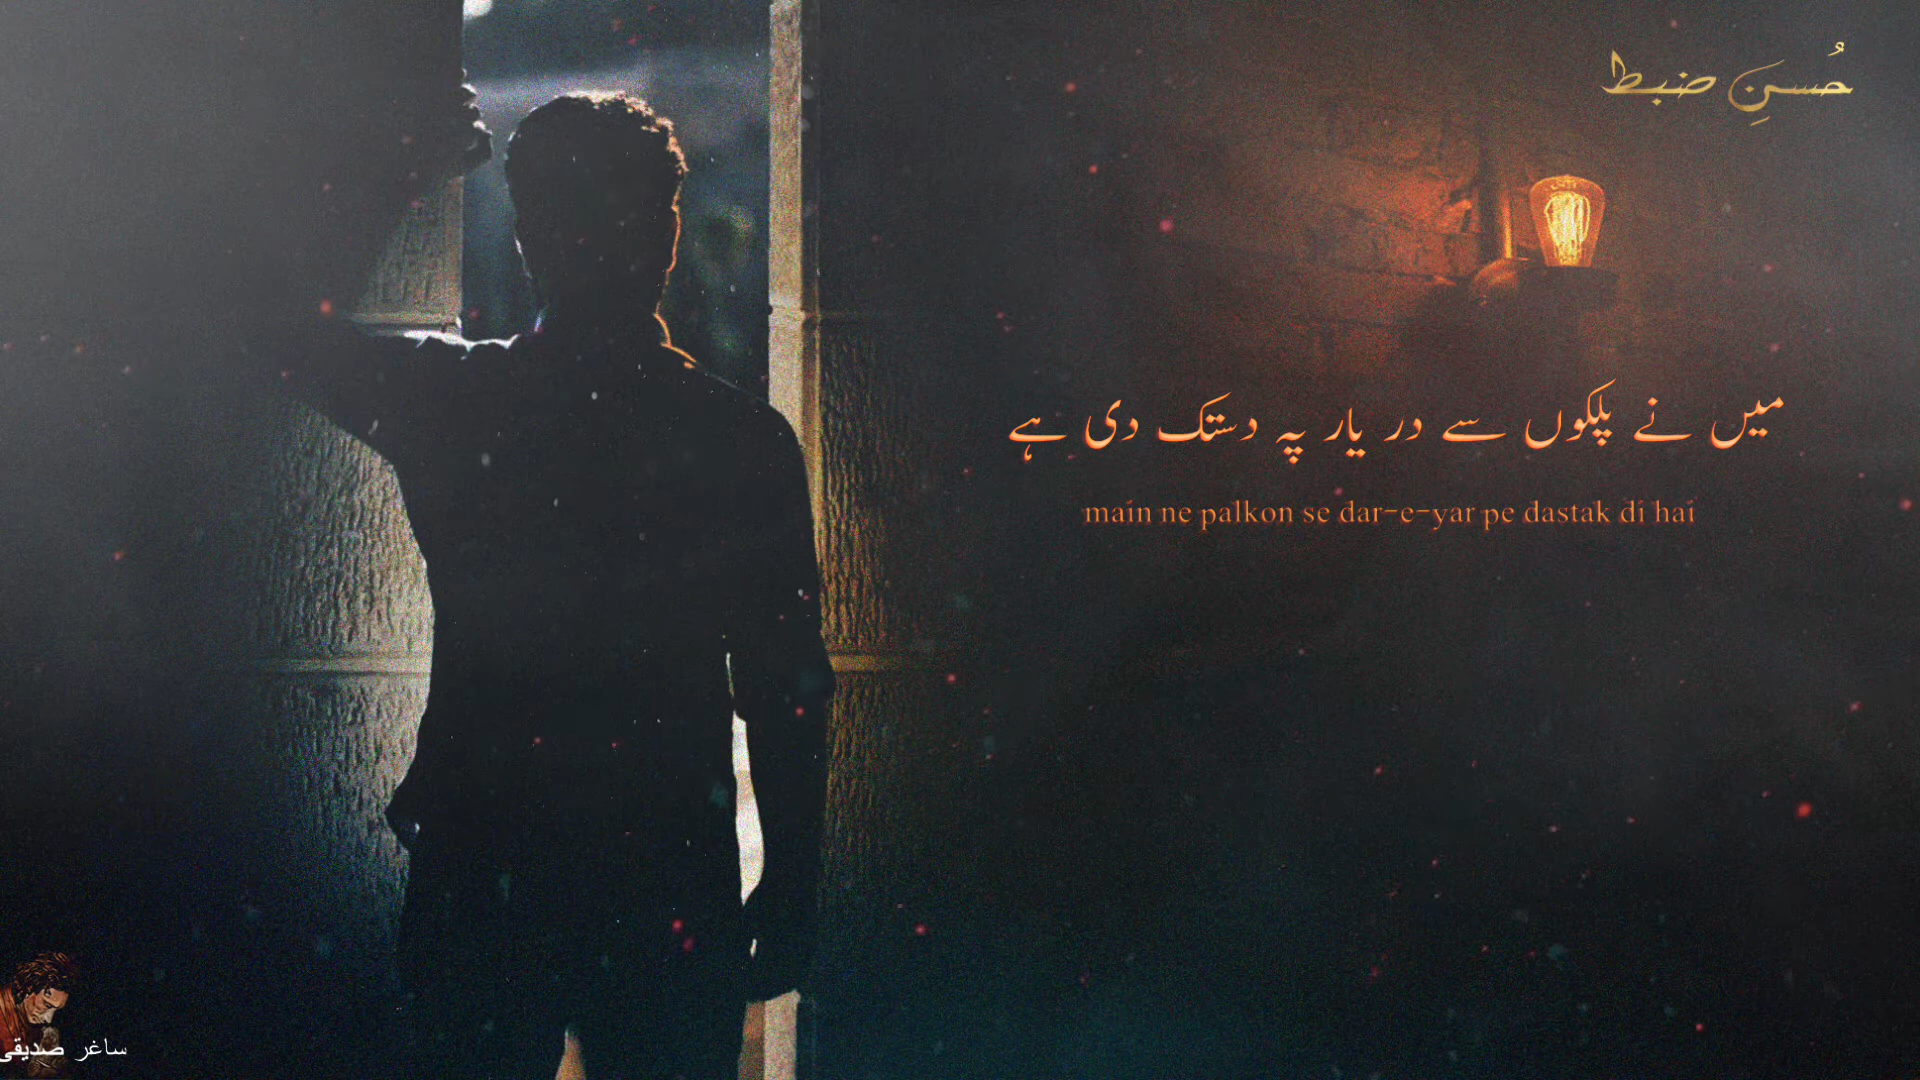 حُسنِ ضبط
میں نے پلکوں سے در یار پہ دستک دی ہے
main ne palkon se dar-e-yar pe dastak di hai
ساغر صدیقی